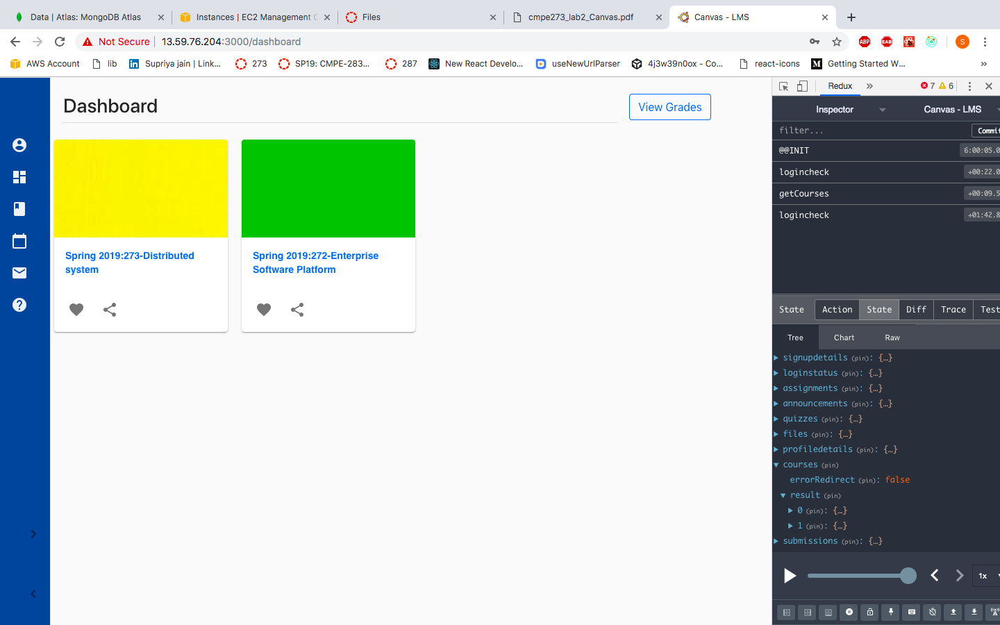 Data | Atlas: MongoDB Atlas
Instances | EC2 Management C
Files
cmpe273_lab2_Canvas.pdf
Canvas - LMS
Not Secure
13.59.76.204:3000/dashboard
ABP
EAB
S
AWS Account
lib
Supriya jain | Link...
273
SP19: CMPE-283...
287
New React Develo...
useNewUrlParser
4j3w39n0ox - Co...
react-icons
Getting Started W...
»
Dashboard
View Grades
Spring 2019:273-Distributed
system
Spring 2019:272-Enterprise
Software Platform
Redux
»
7
6
Inspector
Canvas - LMS
filter...
Commit
@@INIT
6:00:05.0
logincheck
+00:22.0
getCourses
+00:09.5
logincheck
+01:42.8
State
Action
State
Diff
Trace
Test
Tree
Chart
Raw
signupdetails (pin): {…}
loginstatus (pin): {…}
assignments (pin): {…}
announcements (pin): {…}
quizzes (pin): {…}
files (pin): {…}
profiledetails (pin): {…}
courses (pin)
errorRedirect (pin): false
result (pin)
0 (pin): {…}
1 (pin): {…}
submissions (pin): {…}
1x